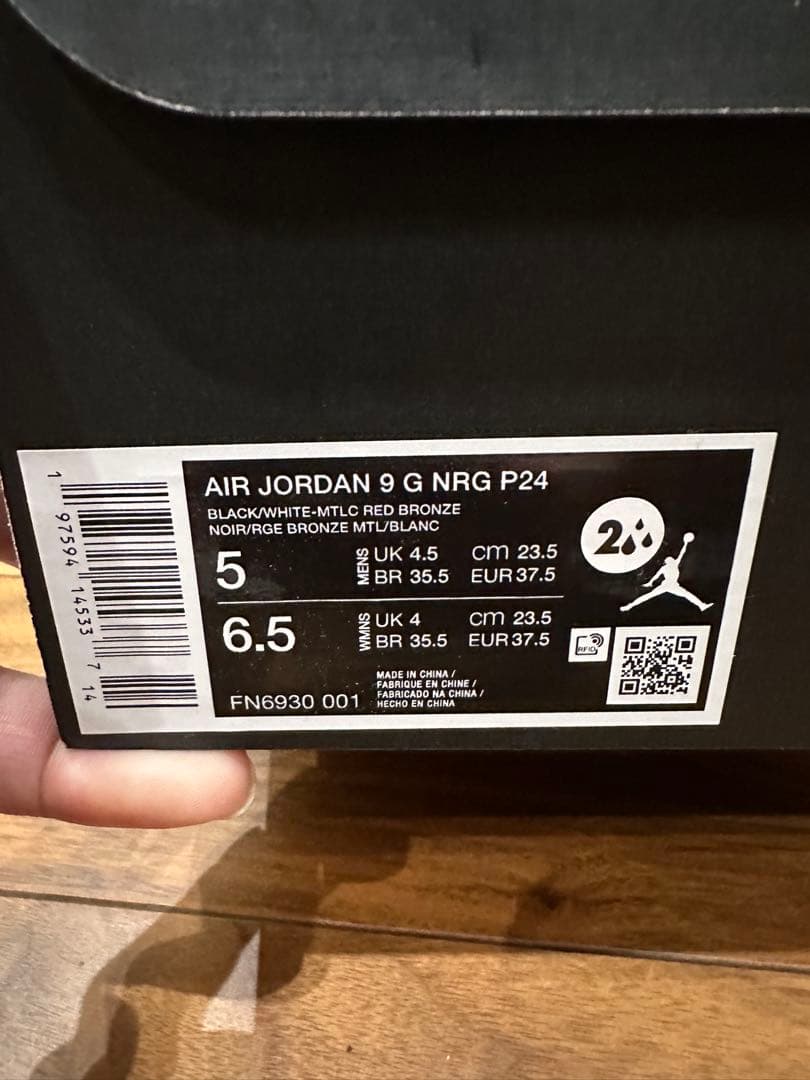 AIR JORDAN 9 G NRG P24
BLACK/WHITE-MTLC RED BRONZE
NOIR/RGE BRONZE MTL/BLANC
5
MENS
UK 4.5 cm 23.5
BR 35.5 EUR 37.5
6.5
WMNS
UK 4 cm 23.5
BR 35.5 EUR 37.5
FN6930 001
MADE IN CHINA /
FABRIQUE EN CHINE /
FABRICADO NA CHINA /
HECHO EN CHINA
RFID
2
1 97594 14533 7 14